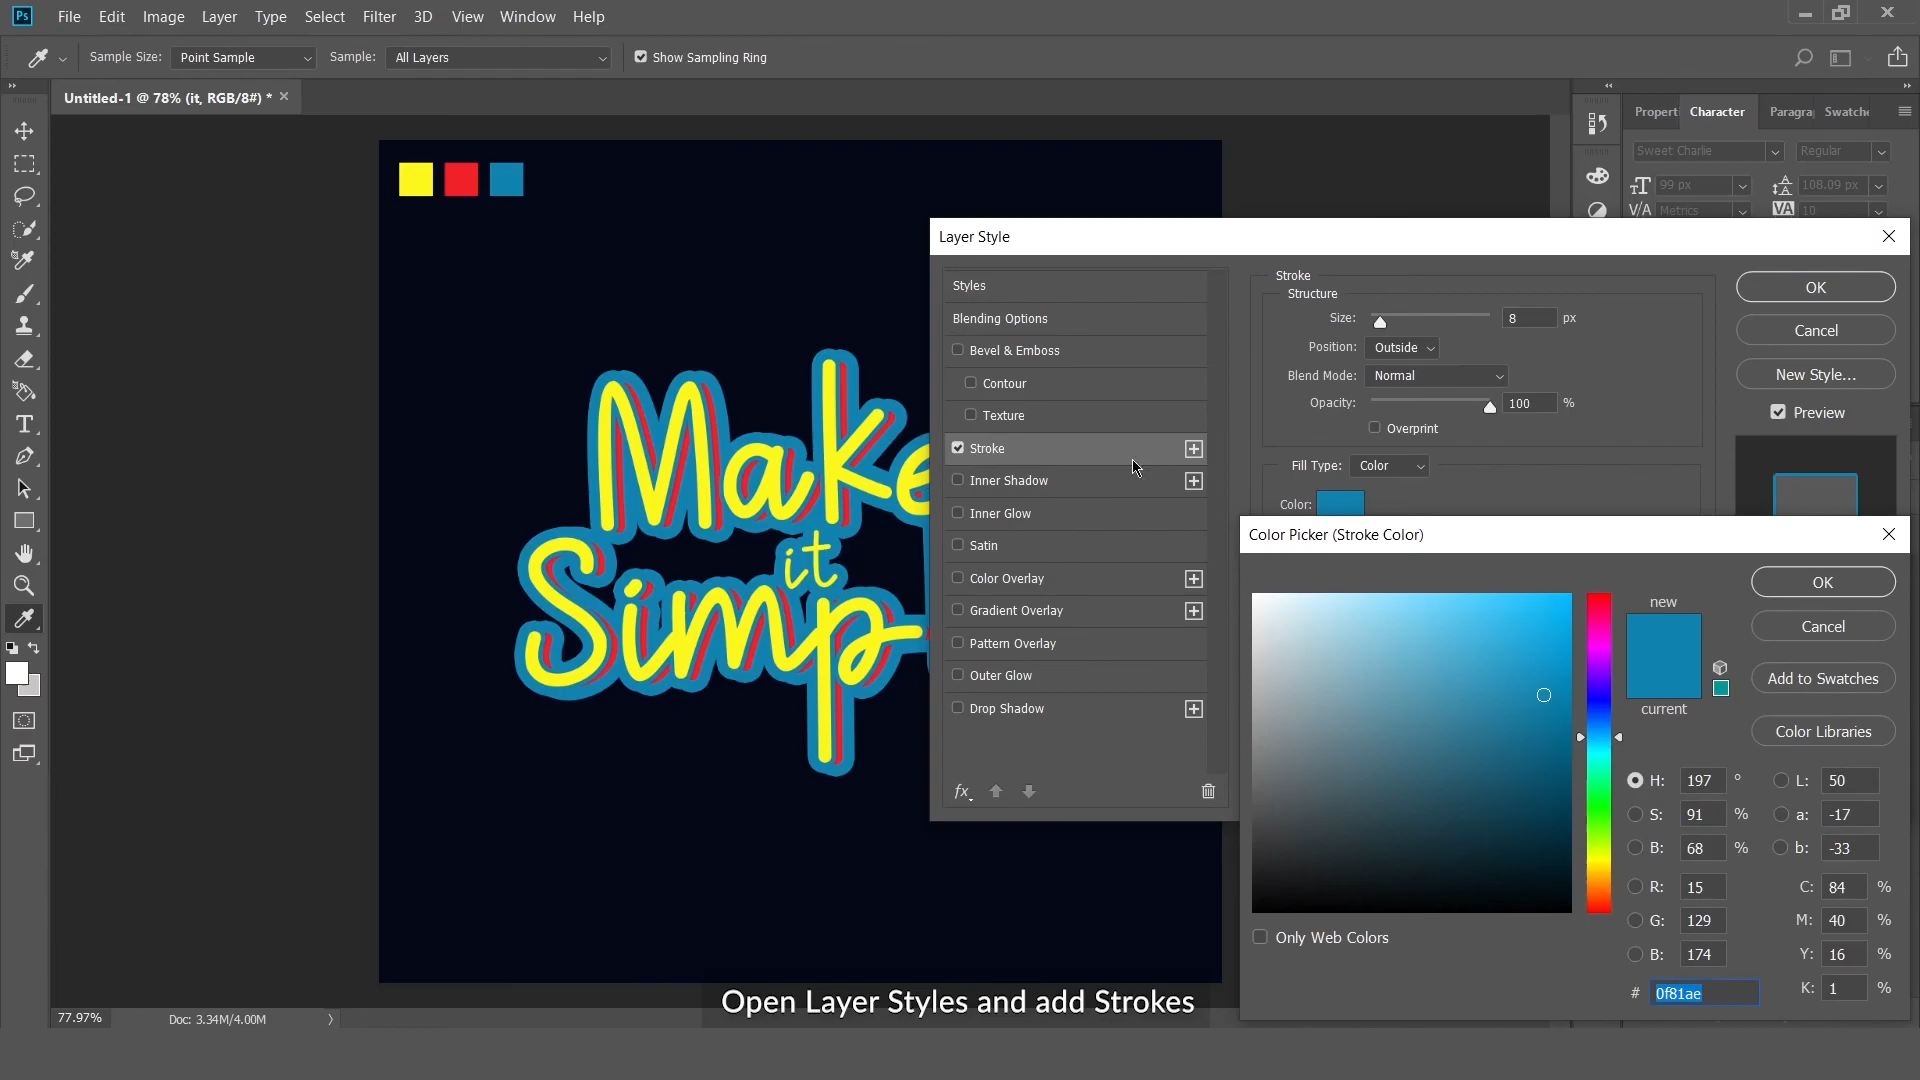 Ps File Edit Image Layer Type Select Filter 3D View Window Help
Sample Size: Point Sample Sample: All Layers Show Sampling Ring
Untitled-1 @ 78% (it, RGB/8#) *
Propert Character Paragra Swatche
Sweet Charlie Regular
99 px 108.09 px
V/A Metrics VA 10
Layer Style
Styles
Blending Options
Bevel & Emboss
Contour
Texture
Stroke
Inner Shadow
Inner Glow
Satin
Color Overlay
Gradient Overlay
Pattern Overlay
Outer Glow
Drop Shadow
fx
Stroke
Structure
Size: 8 px
Position: Outside
Blend Mode: Normal
Opacity: 100 %
Overprint
Fill Type: Color
Color:
OK
Cancel
New Style...
Preview
Make
it
Simp
Color Picker (Stroke Color)
new
current
OK
Cancel
Add to Swatches
Color Libraries
H: 197 ° L: 50
S: 91 % a: -17
B: 68 % b: -33
R: 15 C: 84 %
G: 129 M: 40 %
B: 174 Y: 16 %
# 0f81ae K: 1 %
Only Web Colors
Open Layer Styles and add Strokes
77.97% Doc: 3.34M/4.00M